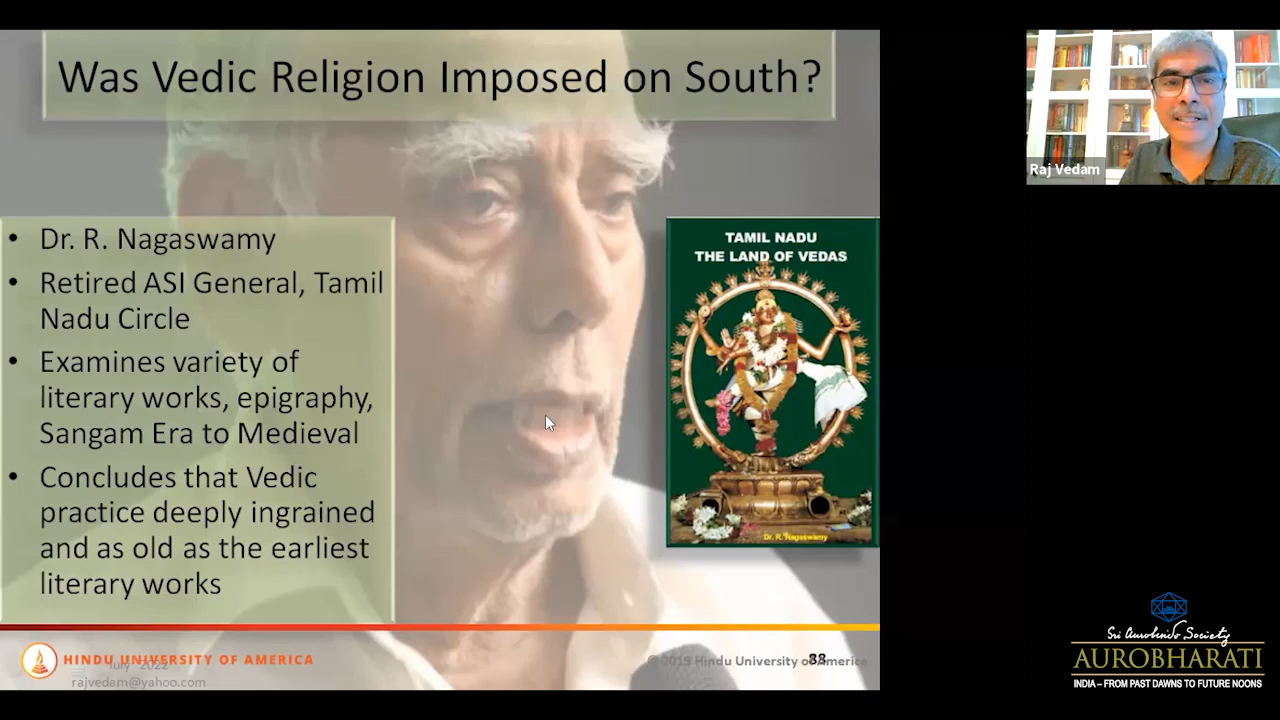 Was Vedic Religion Imposed on South?
• Dr. R. Nagaswamy
• Retired ASI General, Tamil
Nadu Circle
• Examines variety of
literary works, epigraphy,
Sangam Era to Medieval
• Concludes that Vedic
practice deeply ingrained
and as old as the earliest
literary works
TAMIL NADU
THE LAND OF VEDAS
Dr. R. Nagaswamy
HINDU UNIVERSITY OF AMERICA
July 2022
rajvedam@yahoo.com
© 2019 Hindu University of America
88
Raj Vedam
Sri Aurobindo Society
AUROBHARATI
INDIA – FROM PAST DAWNS TO FUTURE NOONS